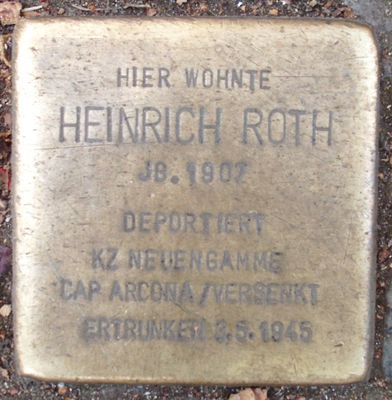 HIER WOHNTE
HEINRICH ROTH
JG. 1907
DEPORTIERT
KZ NEUENGAMME
CAP ARCONA/VERSENKT
ERTRUNKEN 3.5.1945